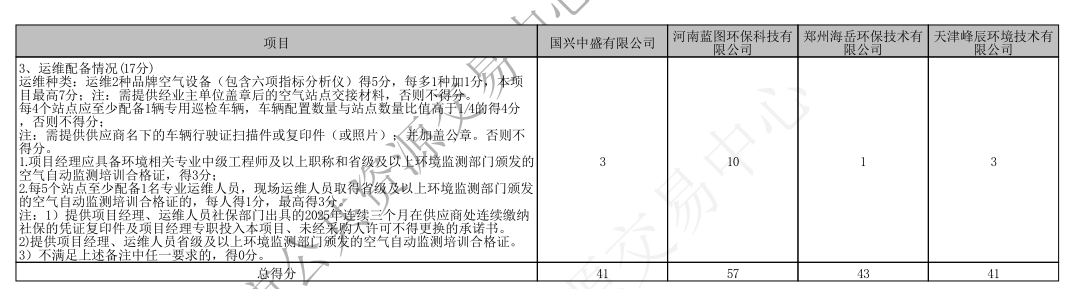 项目
国兴中盛有限公司
河南蓝图环保科技有
限公司
郑州海岳环保技术有
限公司
天津峰辰环境技术有
限公司
3、运维配备情况(17分)
运维种类：运维2种品牌空气设备（包含六项指标分析仪）得5分，每多1种加1分，本项
目最高7分；注：需提供经业主单位盖章后的空气站点交接材料，否则不得分。
每4个站点应至少配备1辆专用巡检车辆，车辆配置数量与站点数量比值高于1/4的得4分
，否则不得分；
注：需提供供应商名下的车辆行驶证扫描件或复印件（或照片）；并加盖公章。否则不
得分。
1.项目经理应具备环境相关专业中级工程师及以上职称和省级及以上环境监测部门颁发的
空气自动监测培训合格证，得3分；
2.每5个站点至少配备1名专业运维人员，现场运维人员取得省级及以上环境监测部门颁发
的空气自动监测培训合格证的，每人得1分，最高得3分。
注：1）提供项目经理、运维人员社保部门出具的2025年连续三个月在供应商处连续缴纳
社保的凭证复印件及项目经理专职投入本项目、未经采购人许可不得更换的承诺书。
2)提供项目经理、运维人员省级及以上环境监测部门颁发的空气自动监测培训合格证。
3）不满足上述备注中任一要求的，得0分。
3
10
1
3
总得分
41
57
43
41
公共资源交易中心
源交易中心